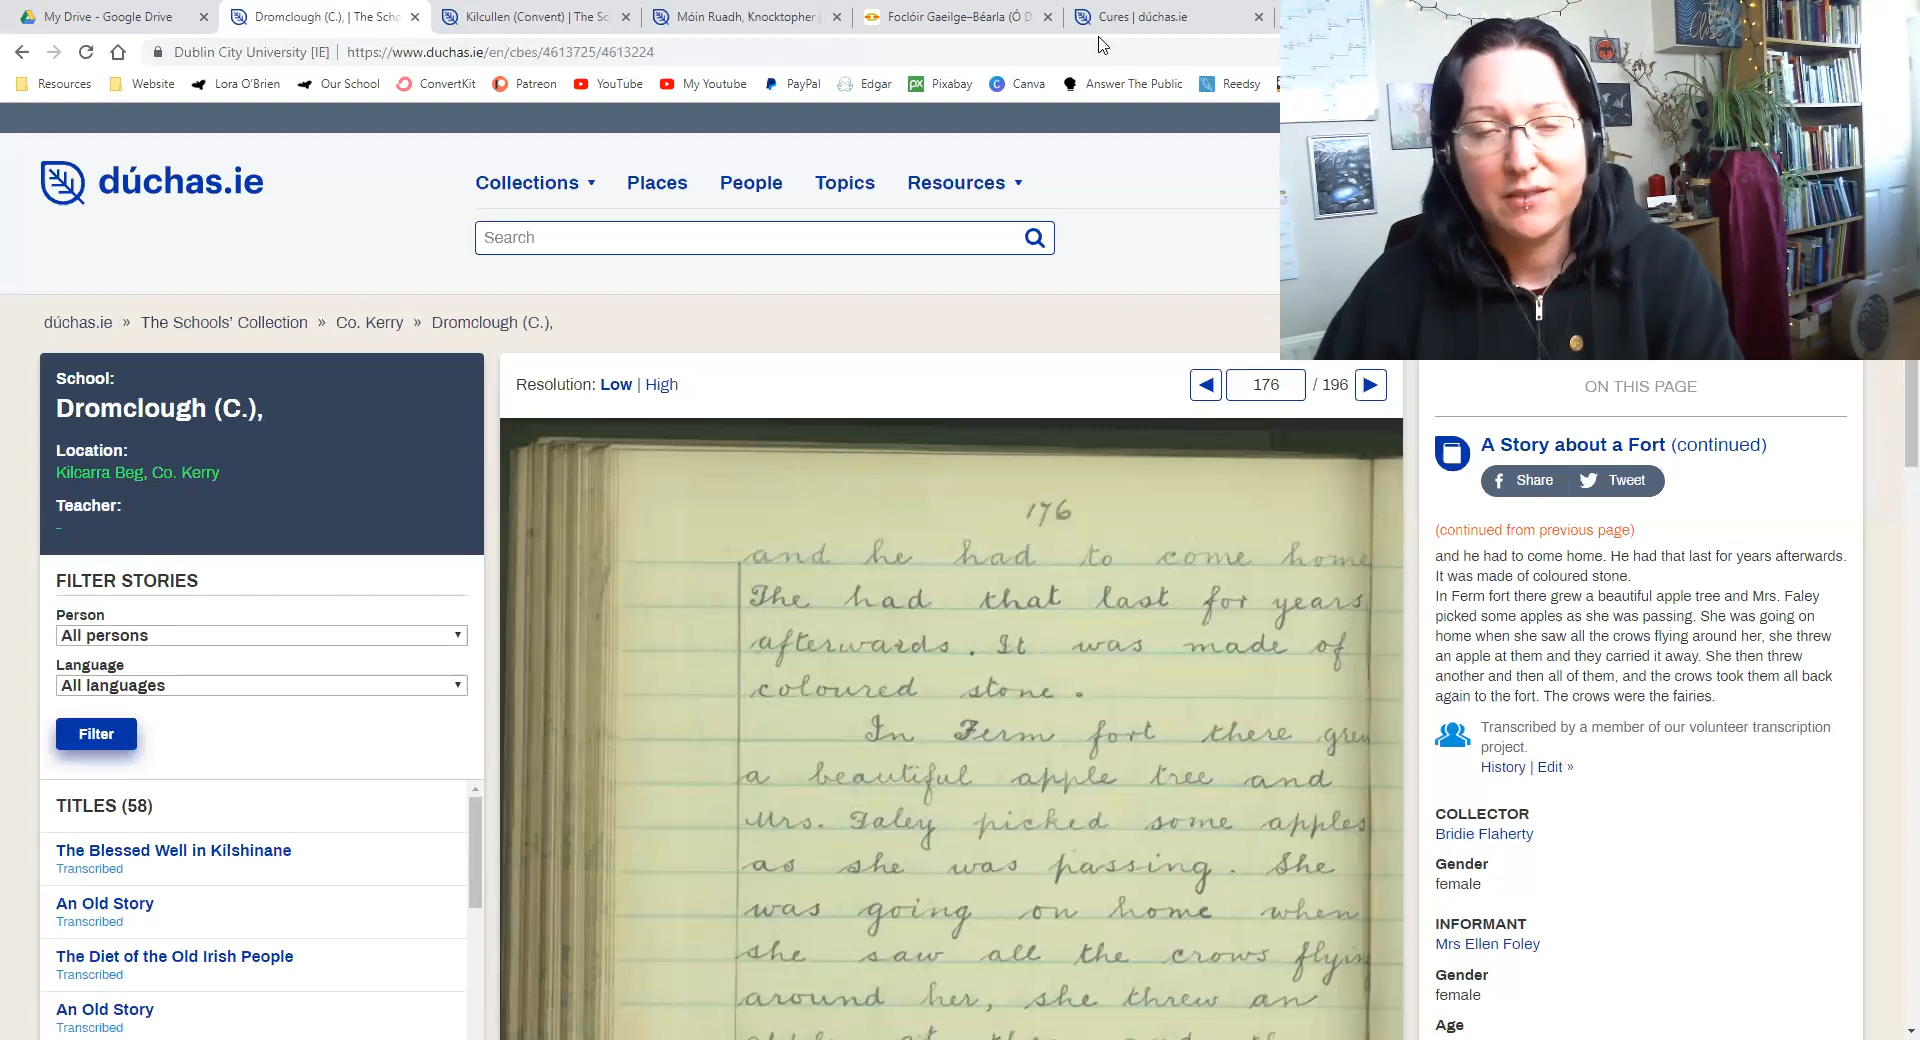 My Drive - Google Drive
Dromclough (C.), | The Scho
Kilcullen (Convent) | The Sc
Móin Ruadh, Knocktopher
Foclóir Gaeilge–Béarla (Ó D
Cures | dúchas.ie
Dublin City University [IE] | https://www.duchas.ie/en/cbes/4613725/4613224
Resources
Website
Lora O'Brien
Our School
ConvertKit
Patreon
YouTube
My Youtube
PayPal
Edgar
Pixabay
Canva
Answer The Public
Reedsy
dúchas.ie
Collections
Places
People
Topics
Resources
Search
dúchas.ie » The Schools' Collection » Co. Kerry » Dromclough (C.),
School:
Dromclough (C.),
Location:
Kilcarra Beg, Co. Kerry
Teacher:
-
FILTER STORIES
Person
All persons
Language
All languages
Filter
TITLES (58)
The Blessed Well in Kilshinane
Transcribed
An Old Story
Transcribed
The Diet of the Old Irish People
Transcribed
An Old Story
Transcribed
Resolution: Low | High
176 / 196
176
and he had to come home
The had that last for years
afterwards. It was made of
coloured stone.
In Ferm fort there grew
a beautiful apple tree and
Mrs. Faley picked some apples
as she was passing. She
was going on home when
she saw all the crows flying
around her, she threw an
ON THIS PAGE
A Story about a Fort (continued)
Share
Tweet
(continued from previous page)
and he had to come home. He had that last for years afterwards.
It was made of coloured stone.
In Ferm fort there grew a beautiful apple tree and Mrs. Faley
picked some apples as she was passing. She was going on
home when she saw all the crows flying around her, she threw
an apple at them and they carried it away. She then threw
another and then all of them, and the crows took them all back
again to the fort. The crows were the fairies.
Transcribed by a member of our volunteer transcription
project.
History | Edit »
COLLECTOR
Bridie Flaherty
Gender
female
INFORMANT
Mrs Ellen Foley
Gender
female
Age